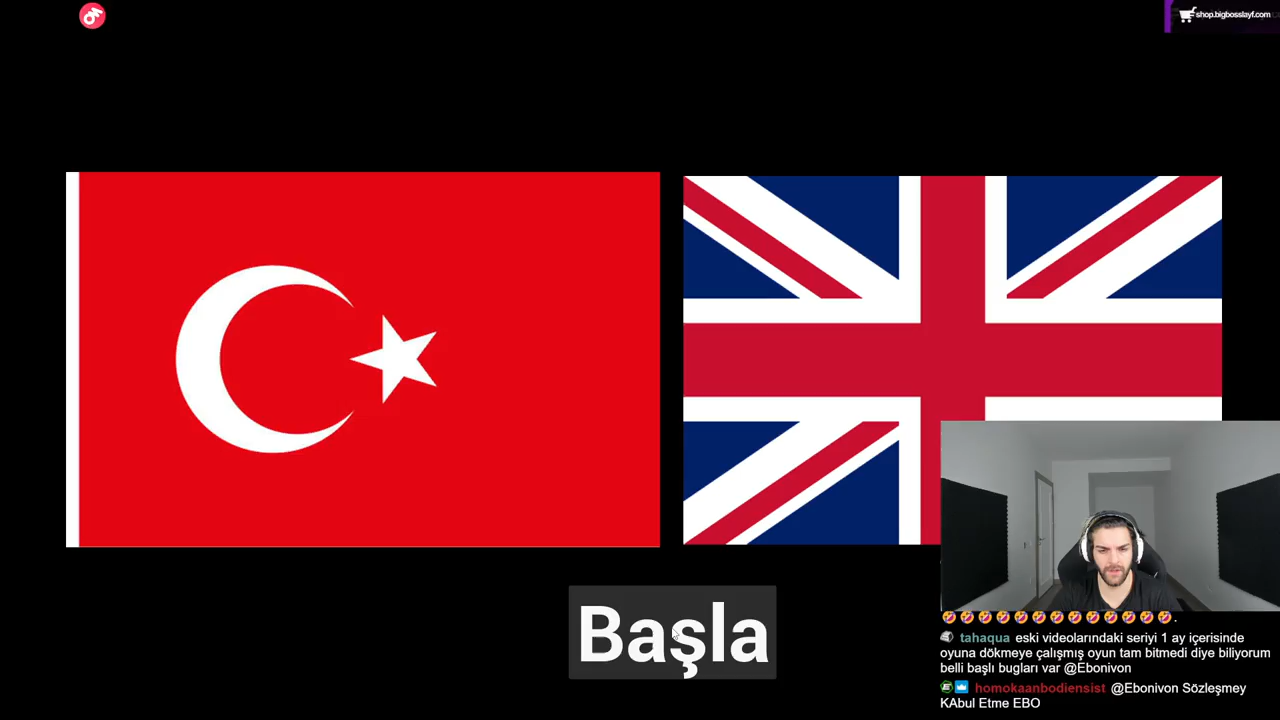 shop.bigbosslayf.com
Başla
tahaqua eski videolarındaki seriyi 1 ay içerisinde
oyuna dökmeye çalışmış oyun tam bitmedi diye biliyorum
belli başlı bugları var @Ebonivon
homokaanbodiensist @Ebonivon Sözleşmey
KAbul Etme EBO